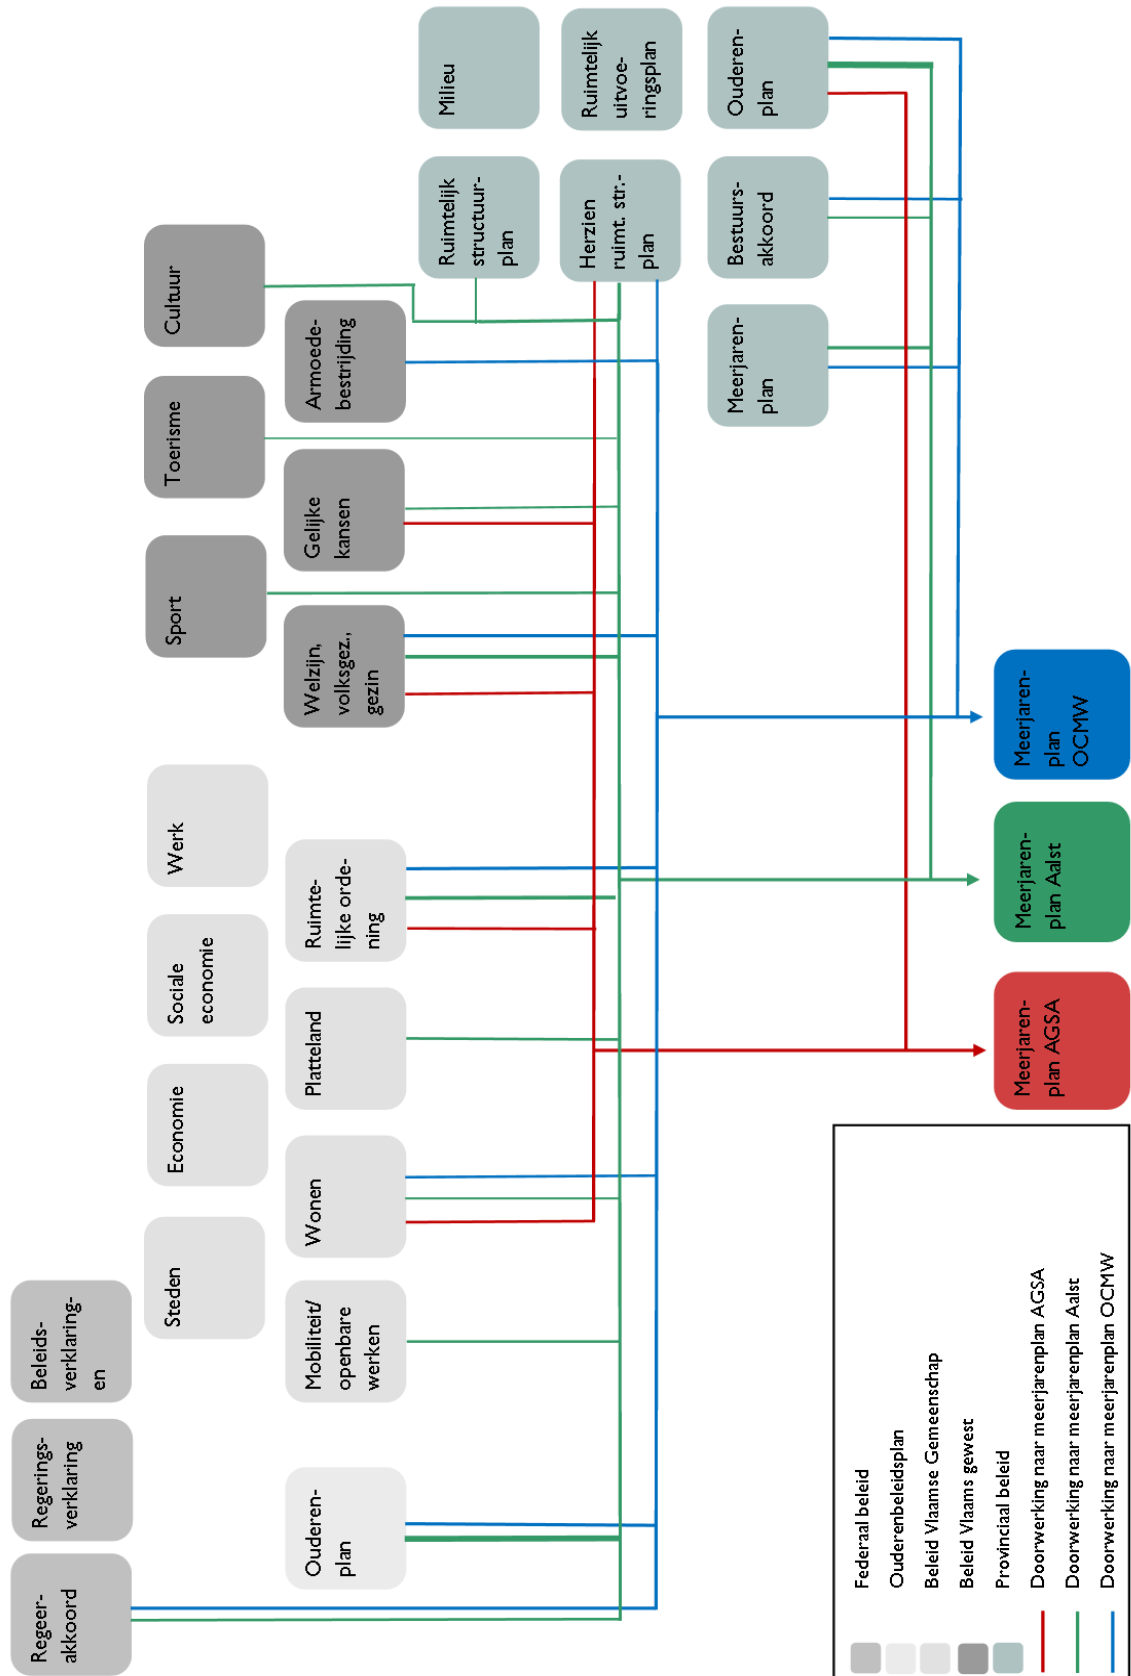 Regeer-
akkoord
Regerings-
verklaring
Beleids-
verklaring-
en
Steden
Economie
Sociale
economie
Werk
Sport
Toerisme
Cultuur
Ouderen-
plan
Mobiliteit/
openbare
werken
Wonen
Platteland
Ruimte-
lijke orde-
ning
Welzijn,
volksgez.,
gezin
Gelijke
kansen
Armoede-
bestrijding
Ruimtelijk
structuur-
plan
Milieu
Herzien
ruimt. str.-
plan
Ruimtelijk
uitvoe-
ringsplan
Meerjaren-
plan
Bestuurs-
akkoord
Ouderen-
plan
Federaal beleid
Ouderenbeleidsplan
Beleid Vlaamse Gemeenschap
Beleid Vlaams gewest
Provinciaal beleid
Doorwerking naar meerjarenplan AGSA
Doorwerking naar meerjarenplan Aalst
Doorwerking naar meerjarenplan OCMW
Meerjaren-
plan AGSA
Meerjaren-
plan Aalst
Meerjaren-
plan
OCMW